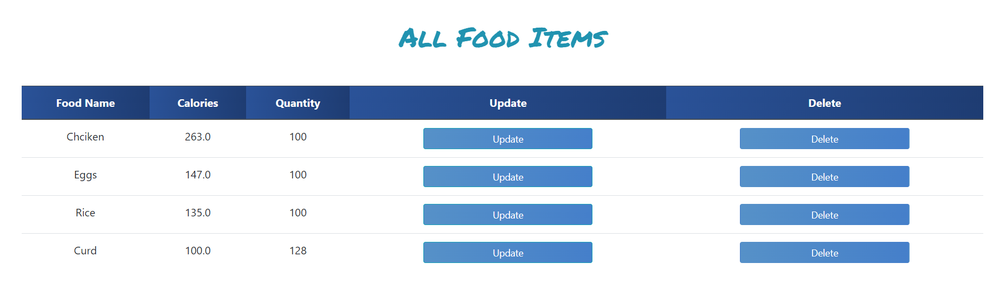 All Food Items
Food Name Calories Quantity Update Delete
Chciken 263.0 100 Update Delete
Eggs 147.0 100 Update Delete
Rice 135.0 100 Update Delete
Curd 100.0 128 Update Delete